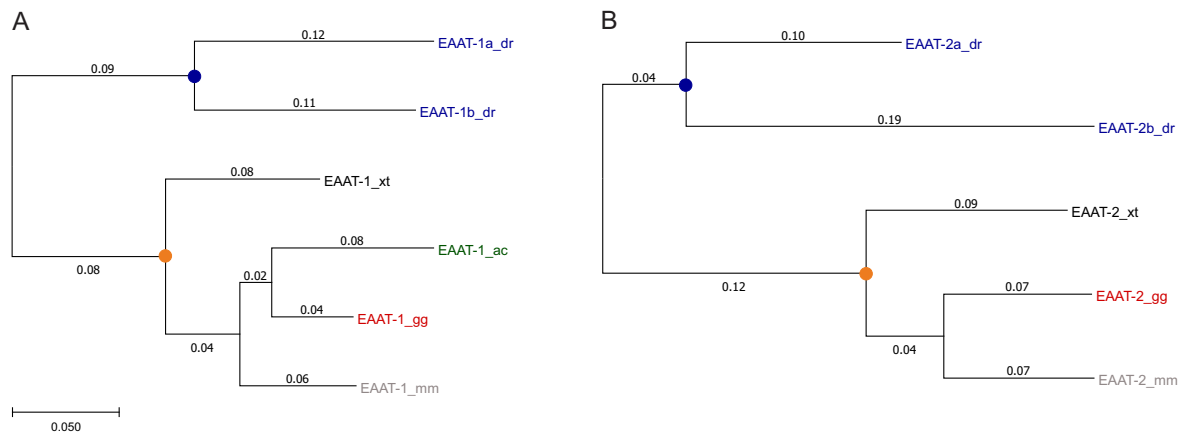 A
0.12
EAAT-1a_dr
0.09
0.11
EAAT-1b_dr
0.08
EAAT-1_xt
0.08
EAAT-1_ac
0.08
0.02
0.04
EAAT-1_gg
0.04
0.06
EAAT-1_mm
0.050
B
0.10
EAAT-2a_dr
0.04
0.19
EAAT-2b_dr
0.09
EAAT-2_xt
0.12
0.07
EAAT-2_gg
0.04
0.07
EAAT-2_mm